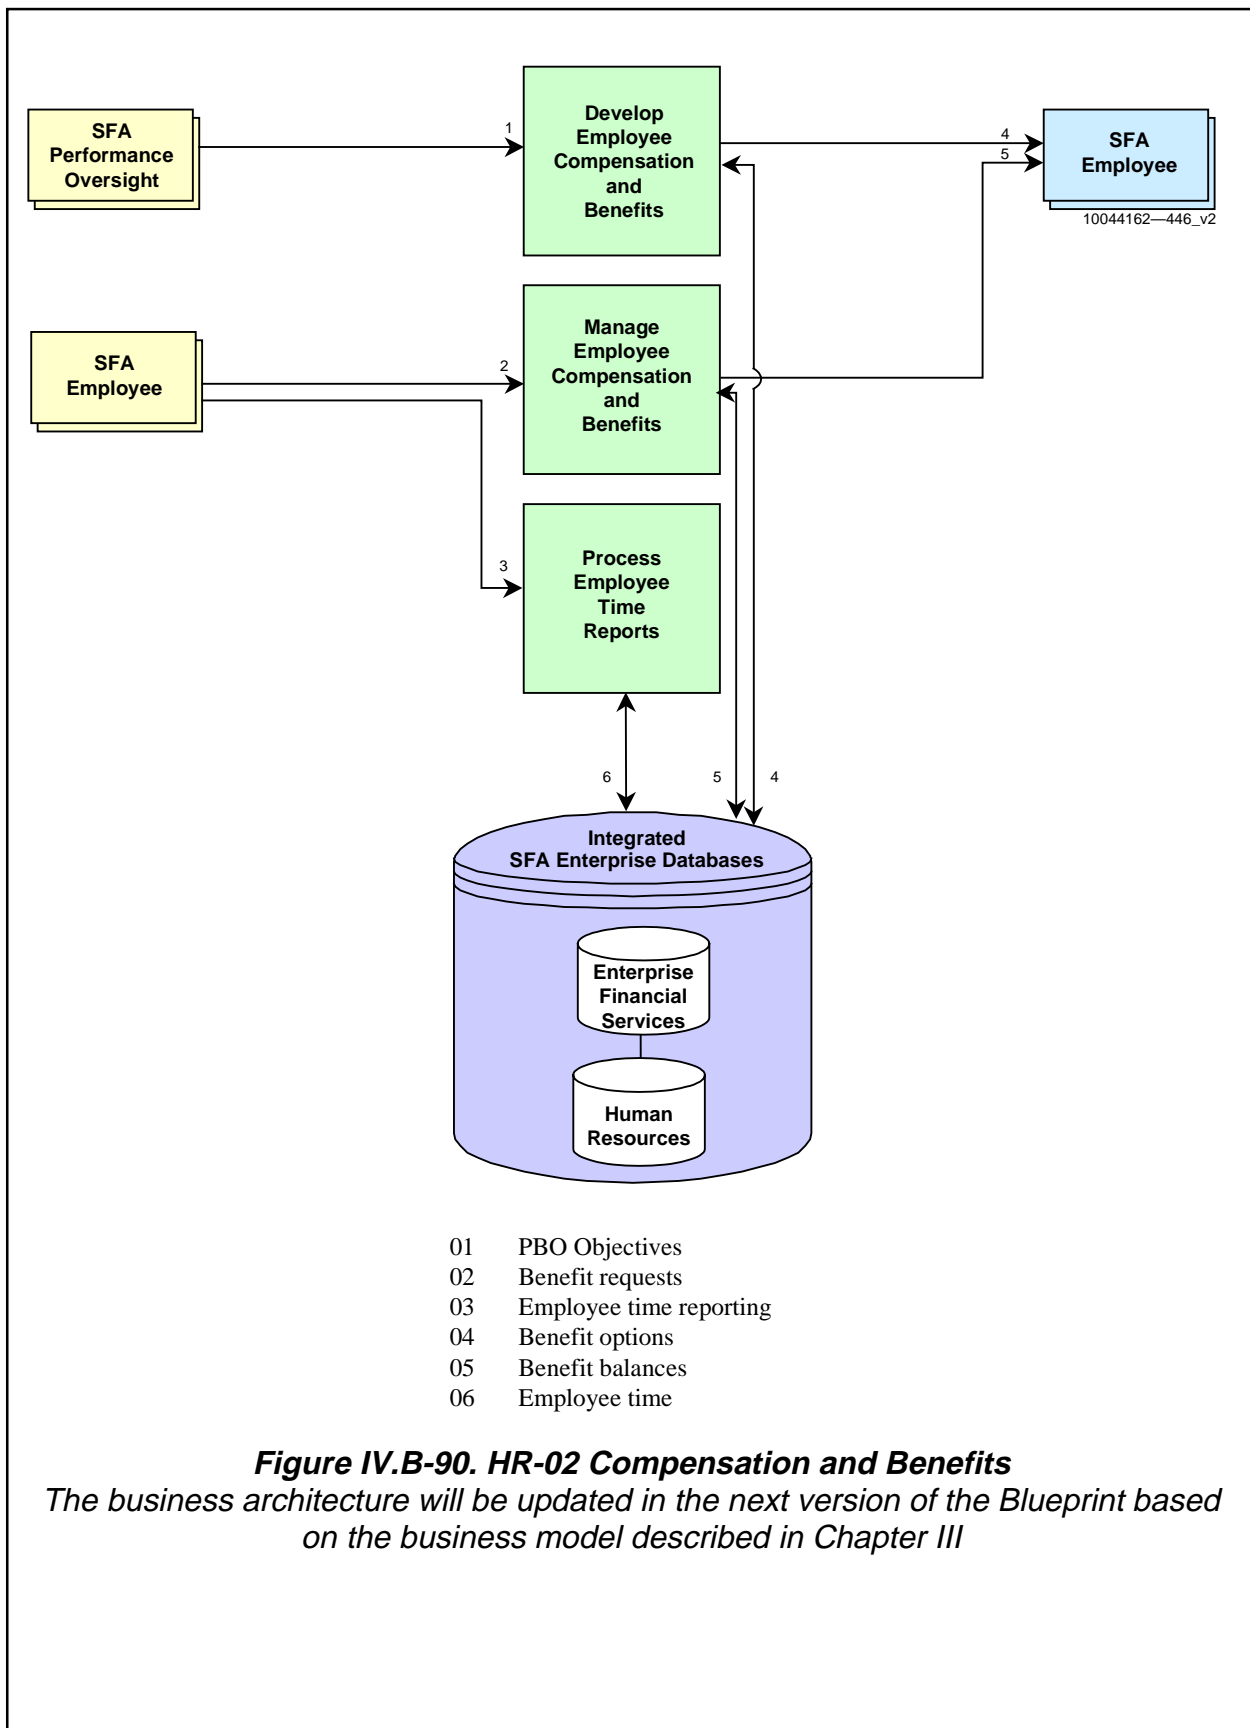 SFA
Performance
Oversight
1
Develop
Employee
Compensation
and
Benefits
4
5
SFA
Employee
10044162—446_v2
SFA
Employee
2
Manage
Employee
Compensation
and
Benefits
3
Process
Employee
Time
Reports
6
5
4
Integrated
SFA Enterprise Databases
Enterprise
Financial
Services
Human
Resources
01 PBO Objectives
02 Benefit requests
03 Employee time reporting
04 Benefit options
05 Benefit balances
06 Employee time
Figure IV.B-90. HR-02 Compensation and Benefits
The business architecture will be updated in the next version of the Blueprint based
on the business model described in Chapter III